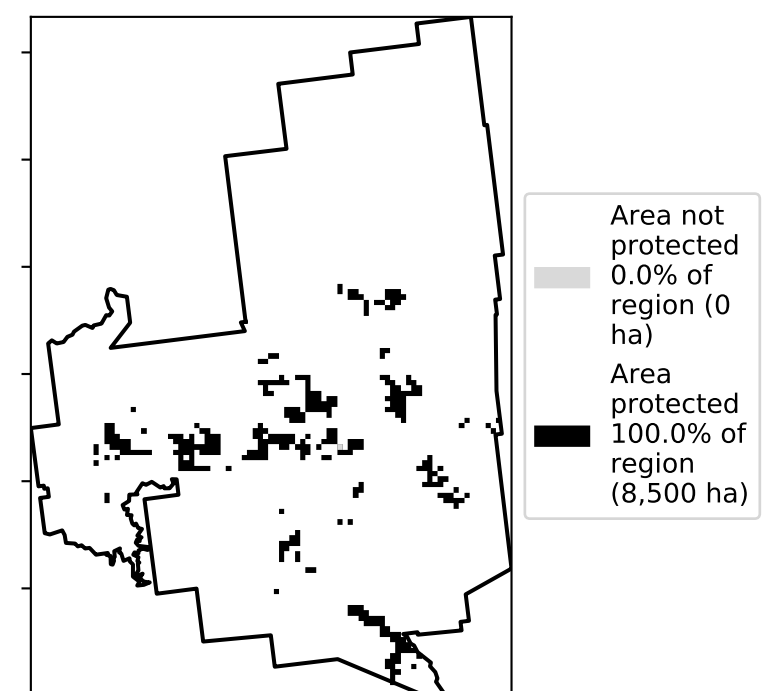 Area not
protected
0.0% of
region (0
ha)
Area
protected
100.0% of
region
(8,500 ha)